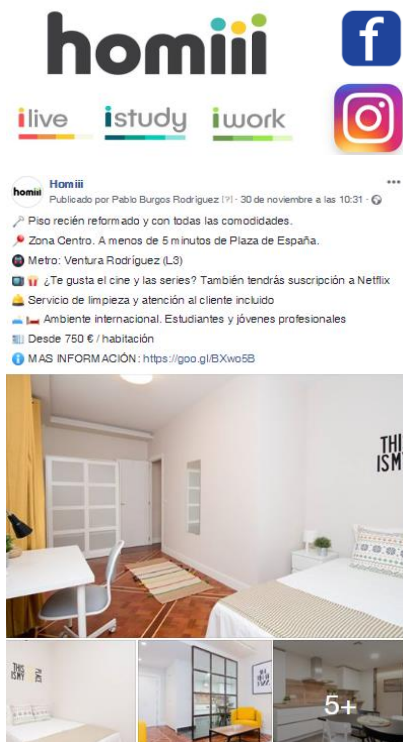 homiii
f
ilive istudy iwork
homiii
Homiii
Publicado por Pablo Burgos Rodríguez [?] · 30 de noviembre a las 10:31 ·
Piso recién reformado y con todas las comodidades.
Zona Centro. A menos de 5 minutos de Plaza de España.
Metro: Ventura Rodríguez (L3)
¿Te gusta el cine y las series? También tendrás suscripción a Netflix
Servicio de limpieza y atención al cliente incluido
Ambiente internacional. Estudiantes y jóvenes profesionales
Desde 750 € / habitación
MAS INFORMACIÓN: https://goo.gl/BXwo5B
THI
IS MY
THIS
IS MY
PLACE
5+